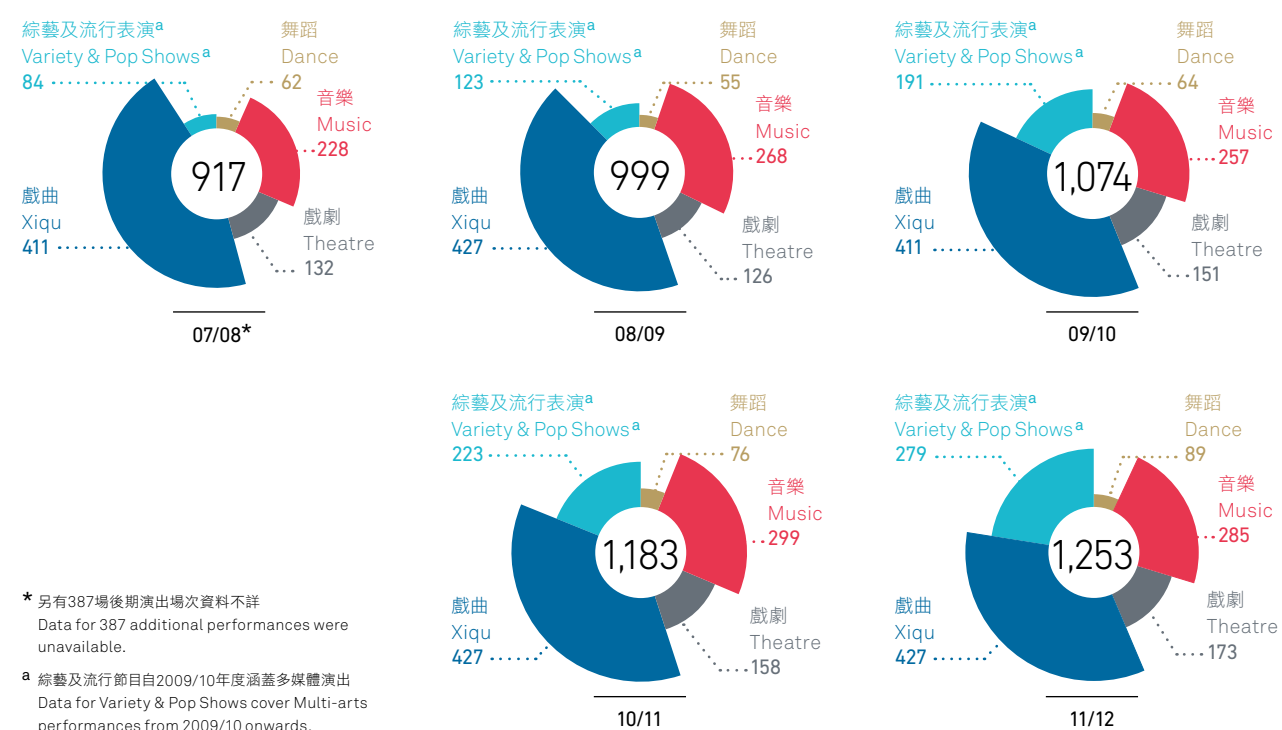 綜藝及流行表演a
Variety & Pop Shows a
84
舞蹈
Dance
62
音樂
Music
228
917
戲曲
Xiqu
411
戲劇
Theatre
132
07/08*
綜藝及流行表演a
Variety & Pop Shows a
123
舞蹈
Dance
55
音樂
Music
268
999
戲曲
Xiqu
427
戲劇
Theatre
126
08/09
綜藝及流行表演a
Variety & Pop Shows a
191
舞蹈
Dance
64
音樂
Music
257
1,074
戲曲
Xiqu
411
戲劇
Theatre
151
09/10
綜藝及流行表演a
Variety & Pop Shows a
223
舞蹈
Dance
76
音樂
Music
299
1,183
戲曲
Xiqu
427
戲劇
Theatre
158
10/11
綜藝及流行表演a
Variety & Pop Shows a
279
舞蹈
Dance
89
音樂
Music
285
1,253
戲曲
Xiqu
427
戲劇
Theatre
173
11/12
* 另有387場後期演出場次資料不詳
Data for 387 additional performances were
unavailable.
a 綜藝及流行節目自2009/10年度涵蓋多媒體演出
Data for Variety & Pop Shows cover Multi-arts
performances from 2009/10 onwards.